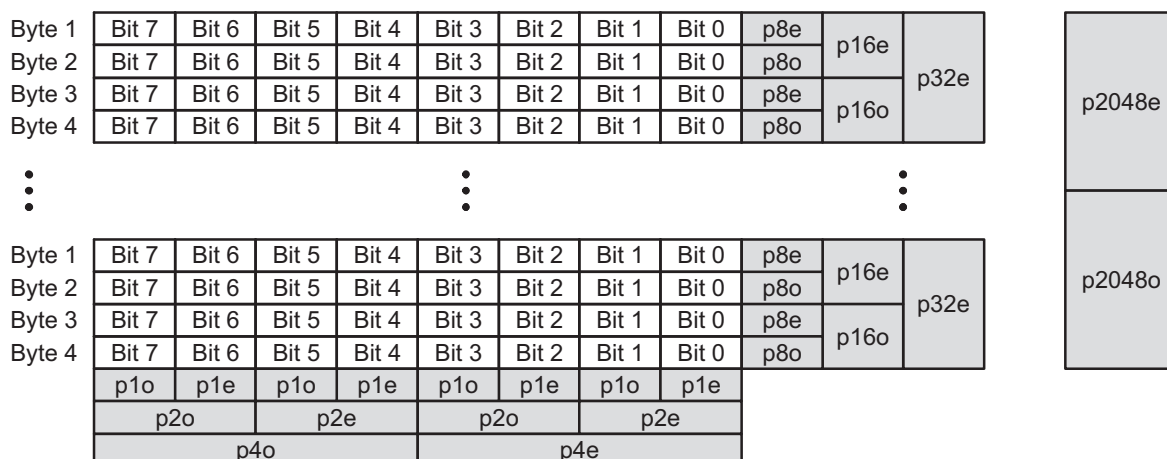 Byte 1 Bit 7 Bit 6 Bit 5 Bit 4 Bit 3 Bit 2 Bit 1 Bit 0 p8e p16e p32e p2048e
Byte 2 Bit 7 Bit 6 Bit 5 Bit 4 Bit 3 Bit 2 Bit 1 Bit 0 p8o
Byte 3 Bit 7 Bit 6 Bit 5 Bit 4 Bit 3 Bit 2 Bit 1 Bit 0 p8e p16o
Byte 4 Bit 7 Bit 6 Bit 5 Bit 4 Bit 3 Bit 2 Bit 1 Bit 0 p8o
Byte 1 Bit 7 Bit 6 Bit 5 Bit 4 Bit 3 Bit 2 Bit 1 Bit 0 p8e p16e p32e p2048o
Byte 2 Bit 7 Bit 6 Bit 5 Bit 4 Bit 3 Bit 2 Bit 1 Bit 0 p8o
Byte 3 Bit 7 Bit 6 Bit 5 Bit 4 Bit 3 Bit 2 Bit 1 Bit 0 p8e p16o
Byte 4 Bit 7 Bit 6 Bit 5 Bit 4 Bit 3 Bit 2 Bit 1 Bit 0 p8o
p1o p1e p1o p1e p1o p1e p1o p1e
p2o p2e p2o p2e
p4o p4e